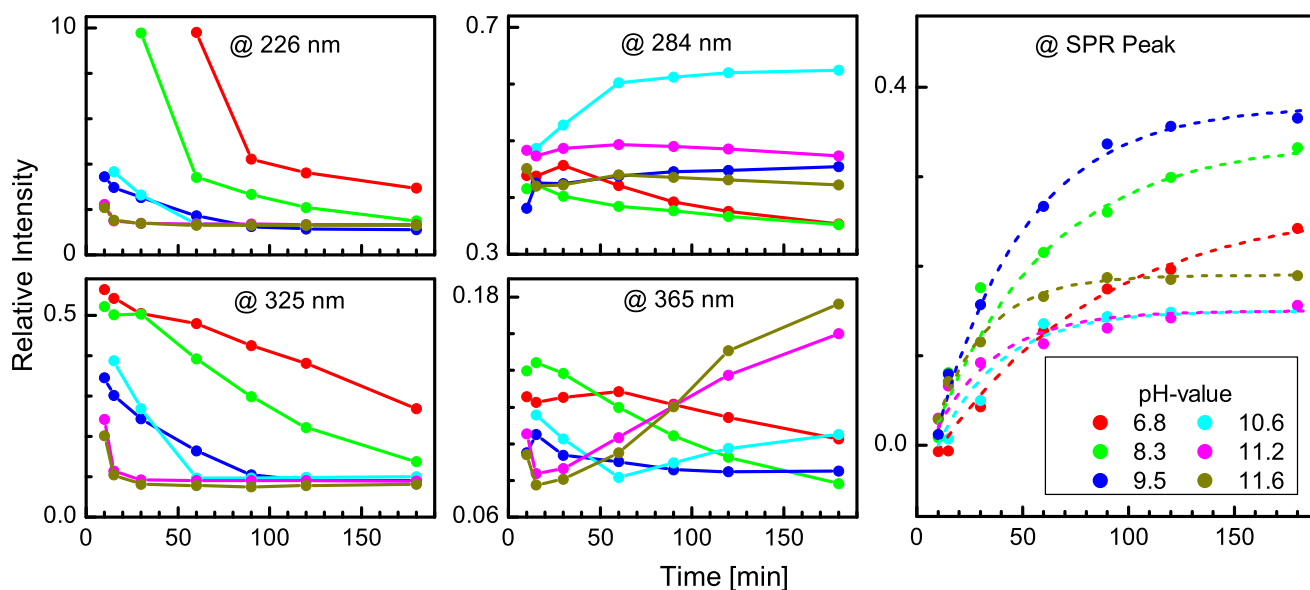 Relative Intensity
10
0
@ 226 nm
0.7
0.3
@ 284 nm
@ SPR Peak
0.4
0.0
0.5
0.0
@ 325 nm
0.18
0.06
@ 365 nm
pH-value
6.8 10.6
8.3 11.2
9.5 11.6
0 50 100 150
0 50 100 150
0 50 100 150
Time [min]